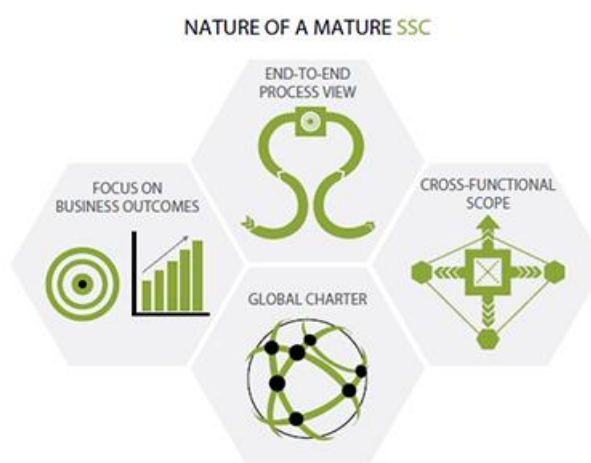 NATURE OF A MATURE SSC
END-TO-END
PROCESS VIEW
FOCUS ON
BUSINESS OUTCOMES
CROSS-FUNCTIONAL
SCOPE
GLOBAL CHARTER